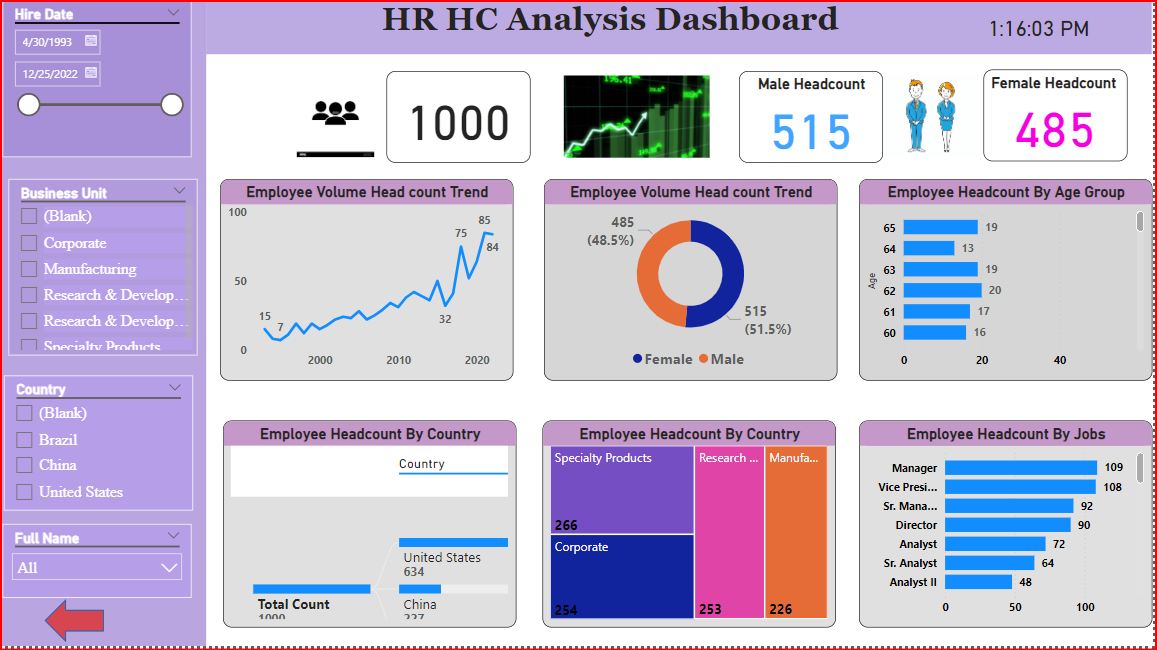 Hire Date
4/30/1993
12/25/2022
HR HC Analysis Dashboard
1:16:03 PM
1000
196.41
Male Headcount
515
Female Headcount
485
Business Unit
(Blank)
Corporate
Manufacturing
Research & Develop...
Research & Develop...
Specialty Products
Country
(Blank)
Brazil
China
United States
Full Name
All
Employee Volume Head count Trend
100
50
0
15
7
32
75
85
84
2000
2010
2020
Employee Volume Head count Trend
485
(48.5%)
515
(51.5%)
Female
Male
Employee Headcount By Age Group
Age
65 19
64 13
63 19
62 20
61 17
60 16
0 20 40
Employee Headcount By Country
Country
United States
634
Total Count
1000
China
227
Employee Headcount By Country
Specialty Products
266
Corporate
254
Research ...
253
Manufa...
226
Employee Headcount By Jobs
Manager 109
Vice Presi... 108
Sr. Mana... 92
Director 90
Analyst 72
Sr. Analyst 64
Analyst II 48
0 50 100